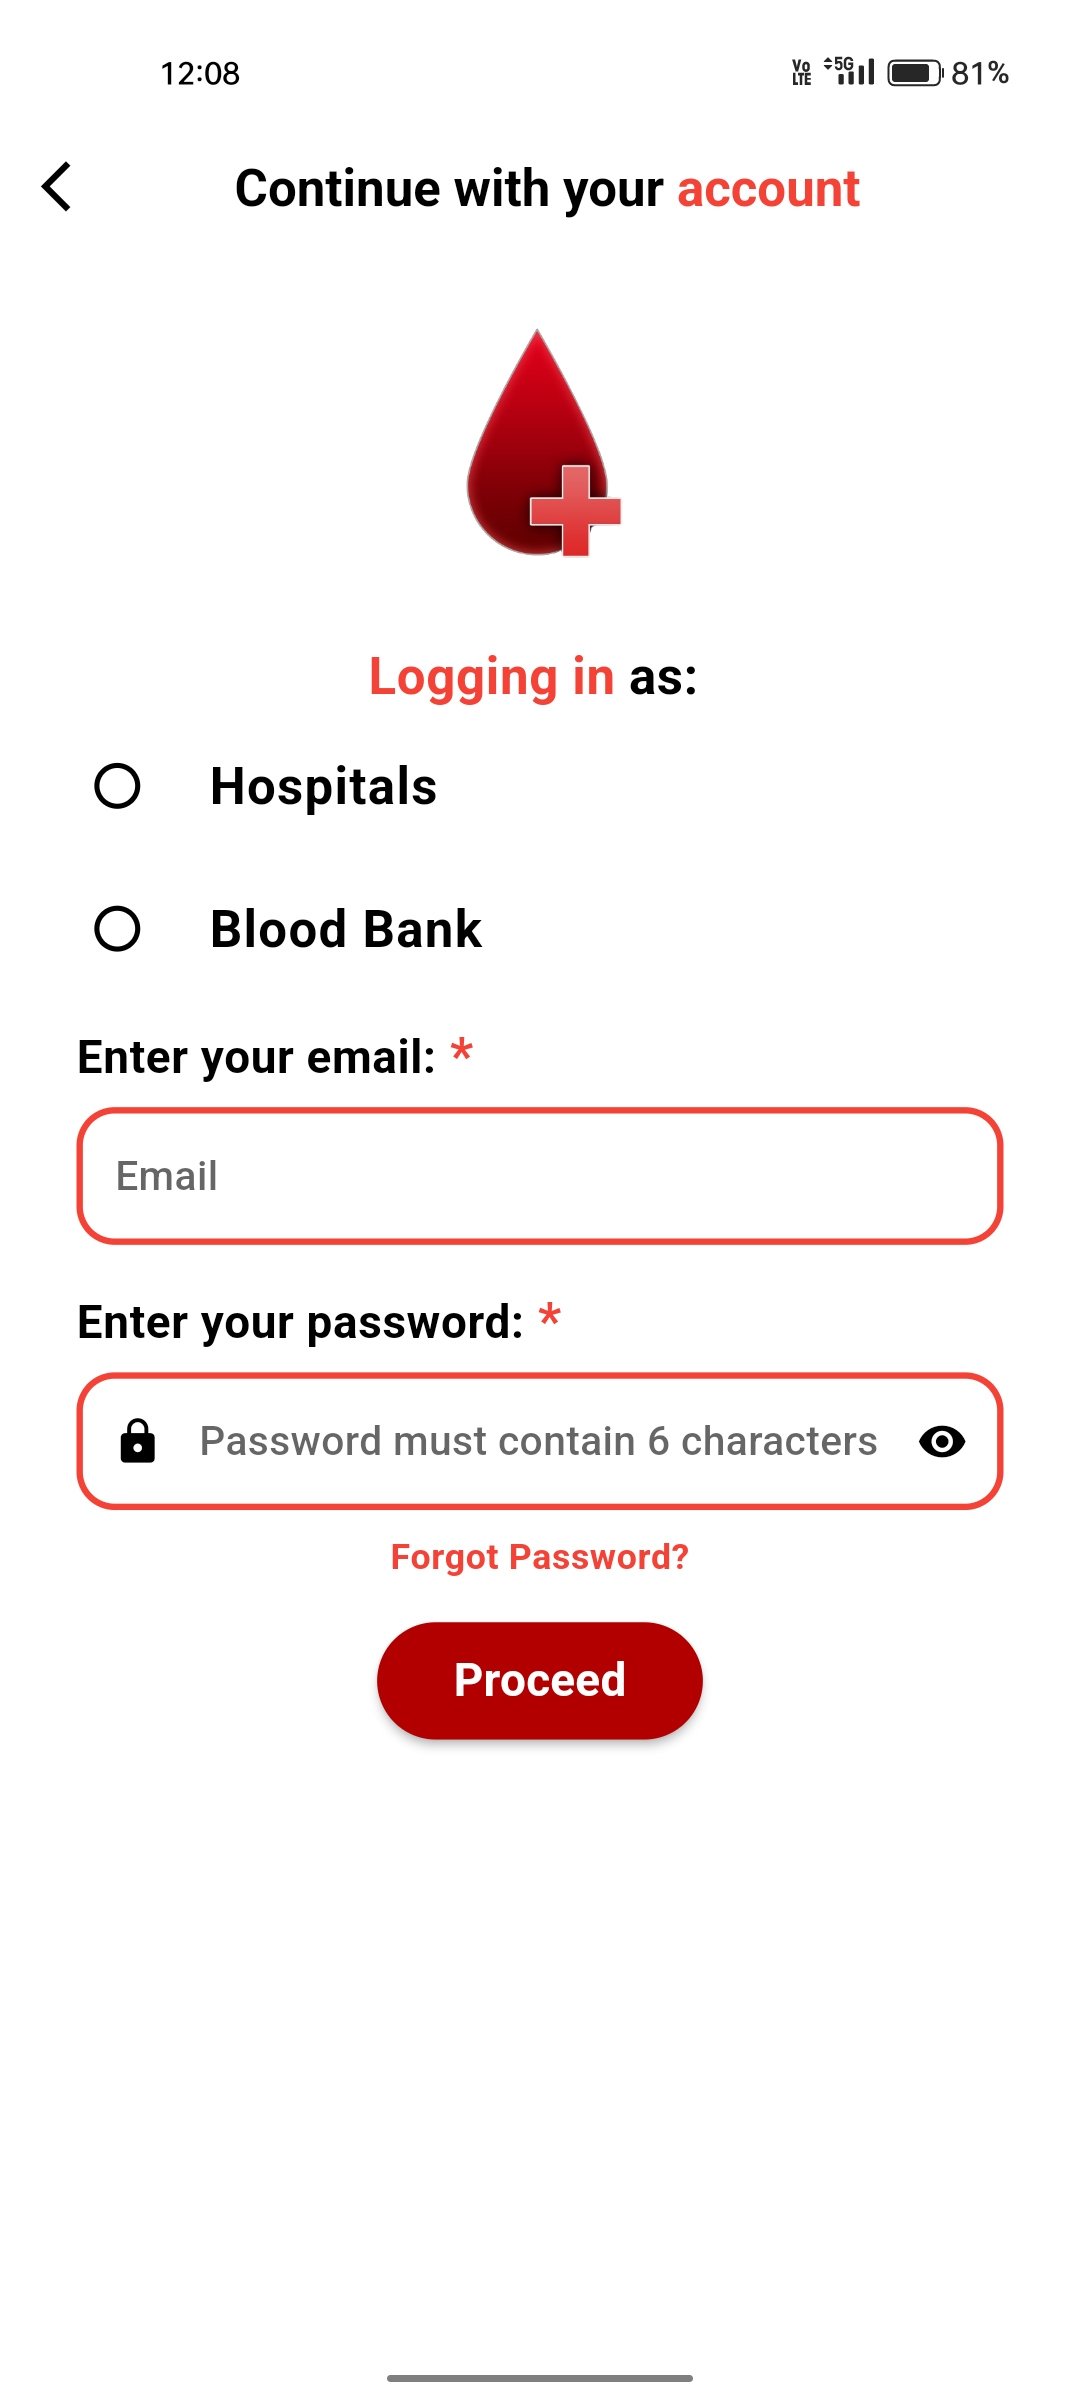 12:08
Vo LTE 5G 81%
Continue with your account
Logging in as:
Hospitals
Blood Bank
Enter your email: *
Email
Enter your password: *
Password must contain 6 characters
Forgot Password?
Proceed